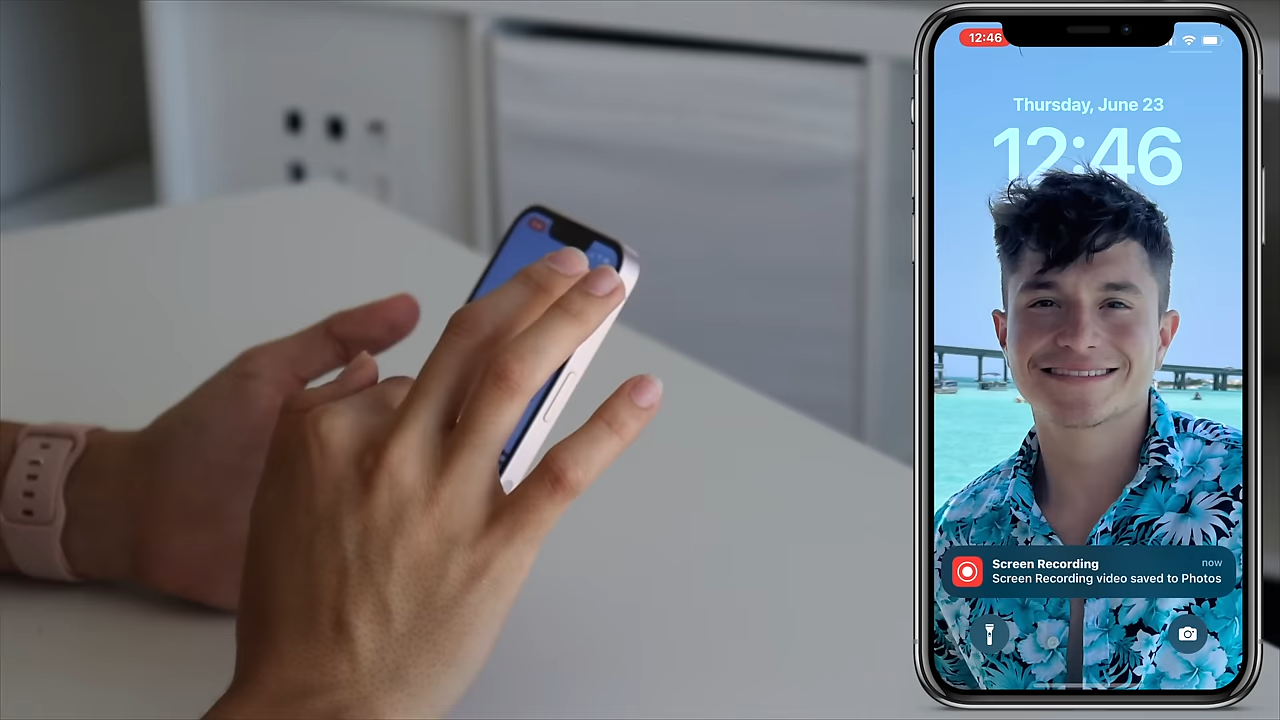 12:46
Thursday, June 23
12:46
Screen Recording
now
Screen Recording video saved to Photos